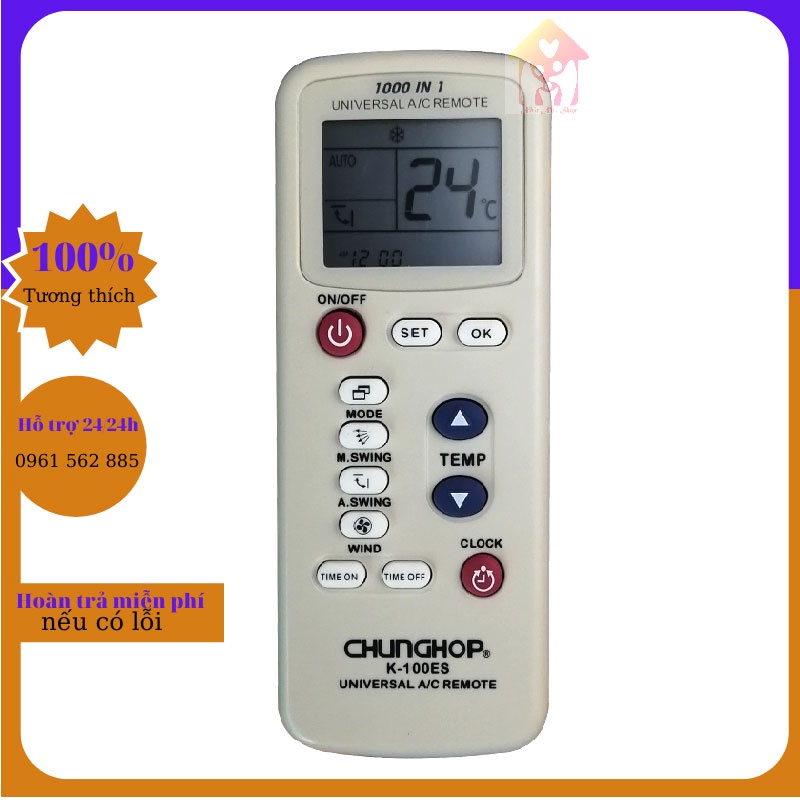 1000 IN 1
UNIVERSAL A/C REMOTE
AUTO
24°C
12 00
ON/OFF
SET
OK
MODE
M.SWING
TEMP
A.SWING
WIND
CLOCK
TIME ON
TIME OFF
CHUNGHOP®
K-100ES
UNIVERSAL A/C REMOTE
100%
Tương thích
Hỗ trợ 24 24h
0961 562 885
Hoàn trả miễn phí
nếu có lỗi